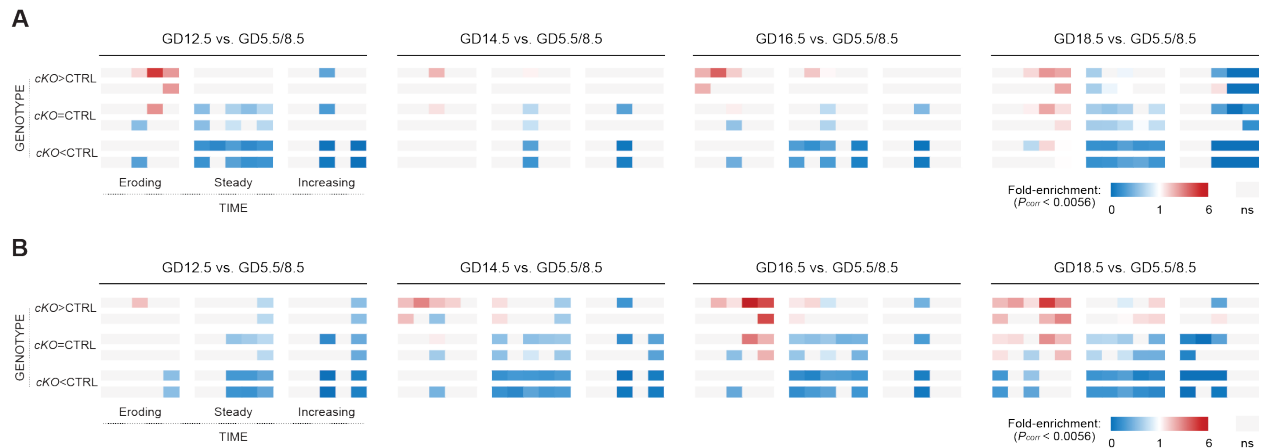 A
GD12.5 vs. GD5.5/8.5
GD14.5 vs. GD5.5/8.5
GD16.5 vs. GD5.5/8.5
GD18.5 vs. GD5.5/8.5
GENOTYPE
cKO>CTRL
cKO=CTRL
cKO<CTRL
Eroding
Steady
Increasing
TIME
Fold-enrichment:
(Pcorr < 0.0056)
0
1
6
ns
B
GD12.5 vs. GD5.5/8.5
GD14.5 vs. GD5.5/8.5
GD16.5 vs. GD5.5/8.5
GD18.5 vs. GD5.5/8.5
GENOTYPE
cKO>CTRL
cKO=CTRL
cKO<CTRL
Eroding
Steady
Increasing
TIME
Fold-enrichment:
(Pcorr < 0.0056)
0
1
6
ns